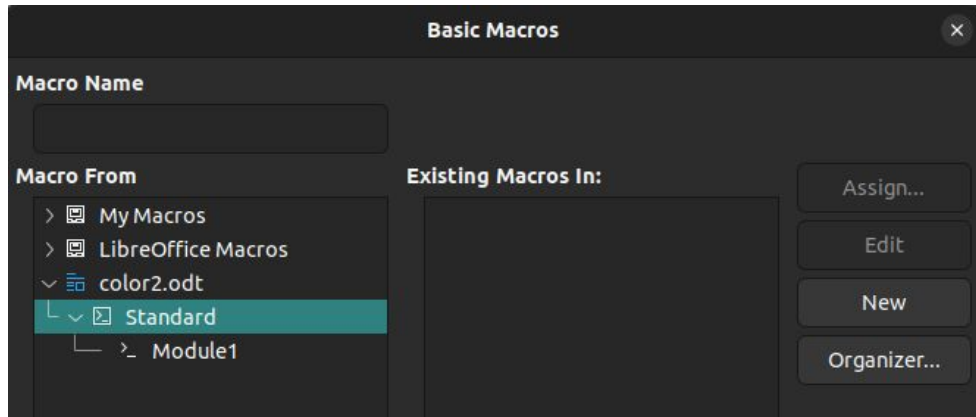 Basic Macros
Macro Name
Macro From
My Macros
LibreOffice Macros
color2.odt
Standard
Module1
Existing Macros In:
Assign...
Edit
New
Organizer...